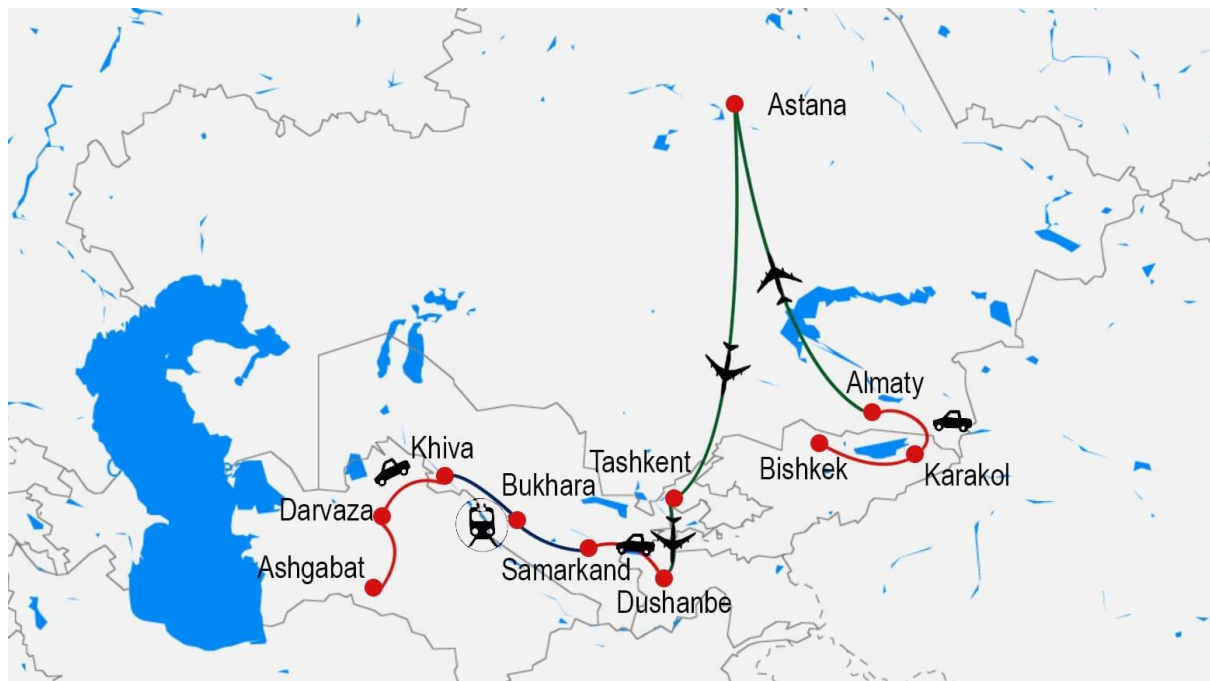 Astana
Almaty
Khiva
Tashkent
Bishkek
Karakol
Bukhara
Darvaza
Ashgabat
Samarkand
Dushanbe